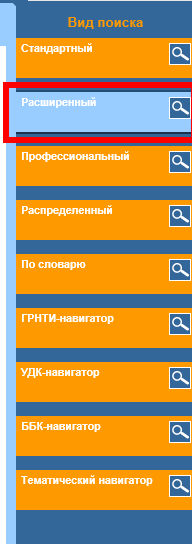 Вид поиска
Стандартный
Расширенный
Профессиональный
Распределенный
По словарю
ГРНТИ-навигатор
УДК-навигатор
ББК-навигатор
Тематический навигатор